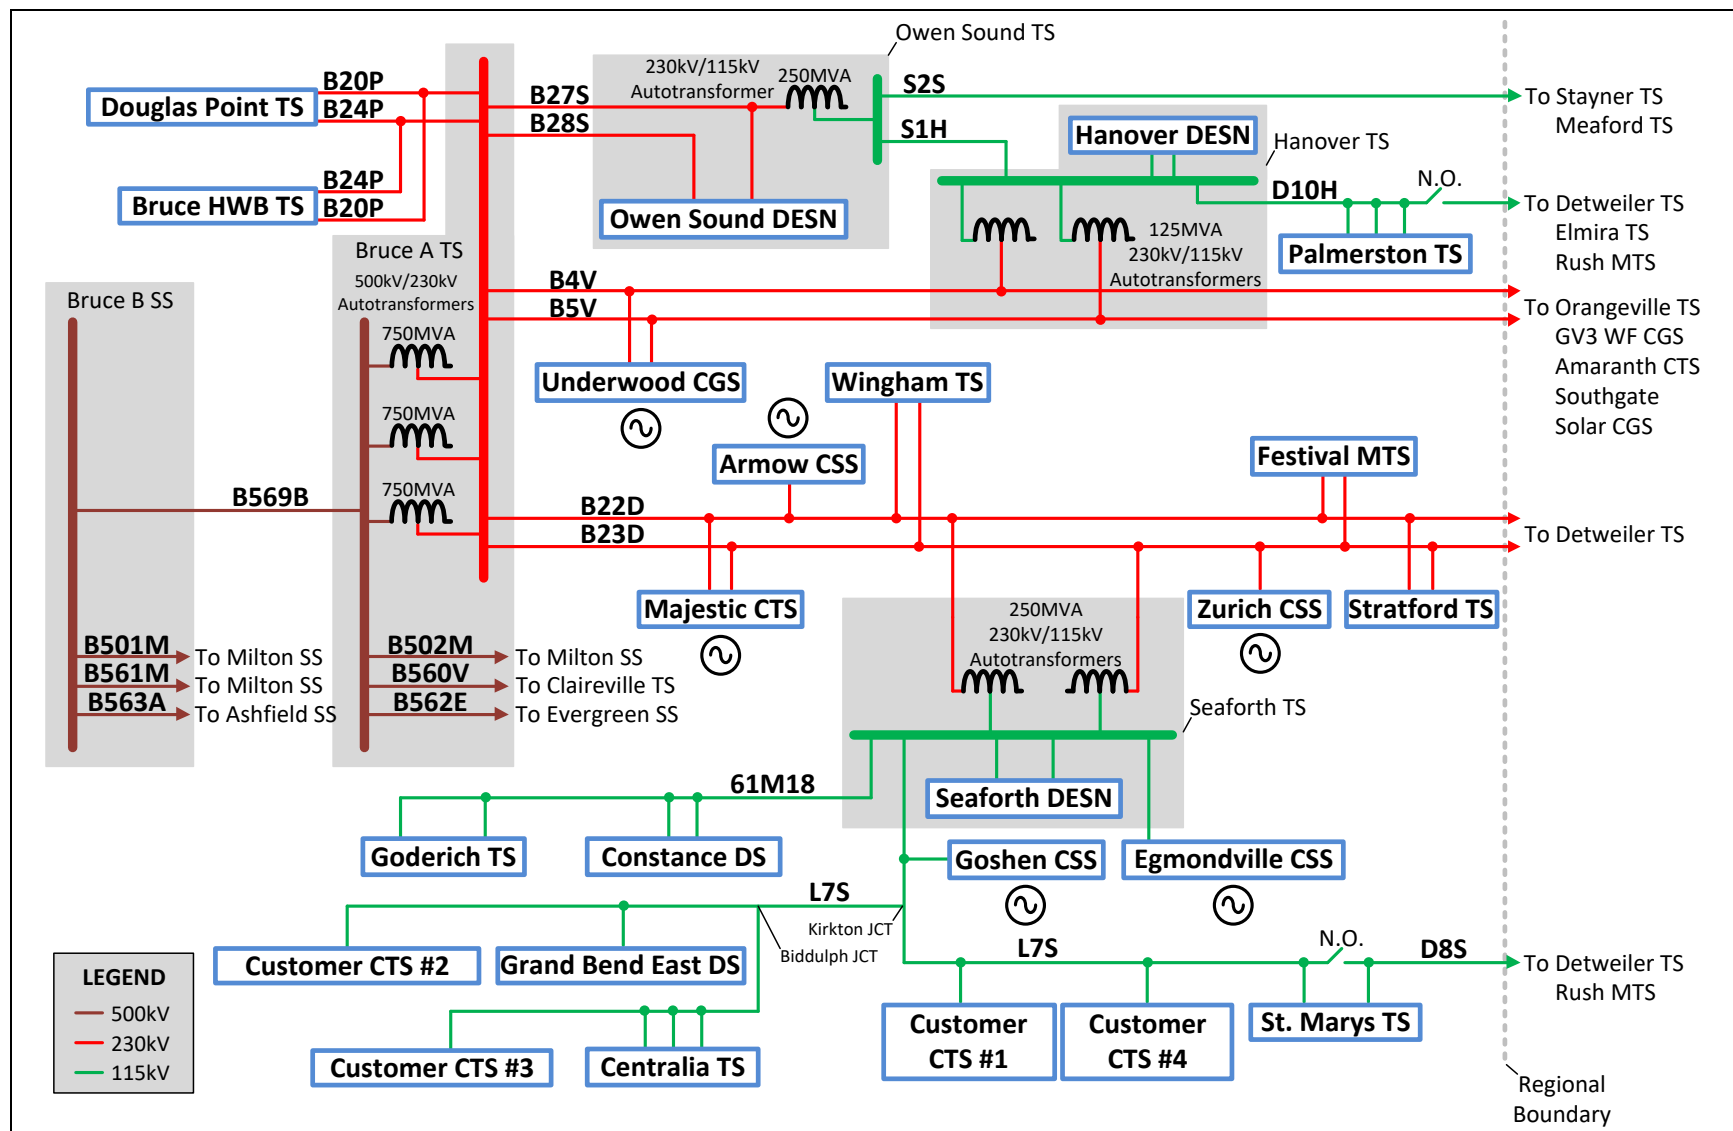 Owen Sound TS
230kV/115kV
Autotransformer
250MVA
B20P
Douglas Point TS
B24P
B27S
B28S
S2S
To Stayner TS
Meaford TS
S1H
Hanover DESN
Hanover TS
B24P
Bruce HWB TS
B20P
Owen Sound DESN
D10H
N.O.
To Detweiler TS
Elmira TS
Rush MTS
Palmerston TS
125MVA
230kV/115kV
Autotransformers
Bruce A TS
500kV/230kV
Autotransformers
Bruce B SS
B4V
B5V
To Orangeville TS
GV3 WF CGS
Amaranth CTS
Southgate
Solar CGS
750MVA
750MVA
750MVA
Underwood CGS
Wingham TS
Armow CSS
Festival MTS
B569B
B22D
B23D
To Detweiler TS
Majestic CTS
Zurich CSS
Stratford TS
250MVA
230kV/115kV
Autotransformers
Seaforth TS
B501M
To Milton SS
B561M
To Milton SS
B563A
To Ashfield SS
B502M
To Milton SS
B560V
To Claireville TS
B562E
To Evergreen SS
61M18
Seaforth DESN
Goderich TS
Constance DS
Goshen CSS
Egmondville CSS
L7S
Kirkton JCT
Biddulph JCT
Customer CTS #2
Grand Bend East DS
L7S
N.O.
D8S
To Detweiler TS
Rush MTS
Customer
CTS #1
Customer
CTS #4
St. Marys TS
Customer CTS #3
Centralia TS
LEGEND
500kV
230kV
115kV
Regional
Boundary